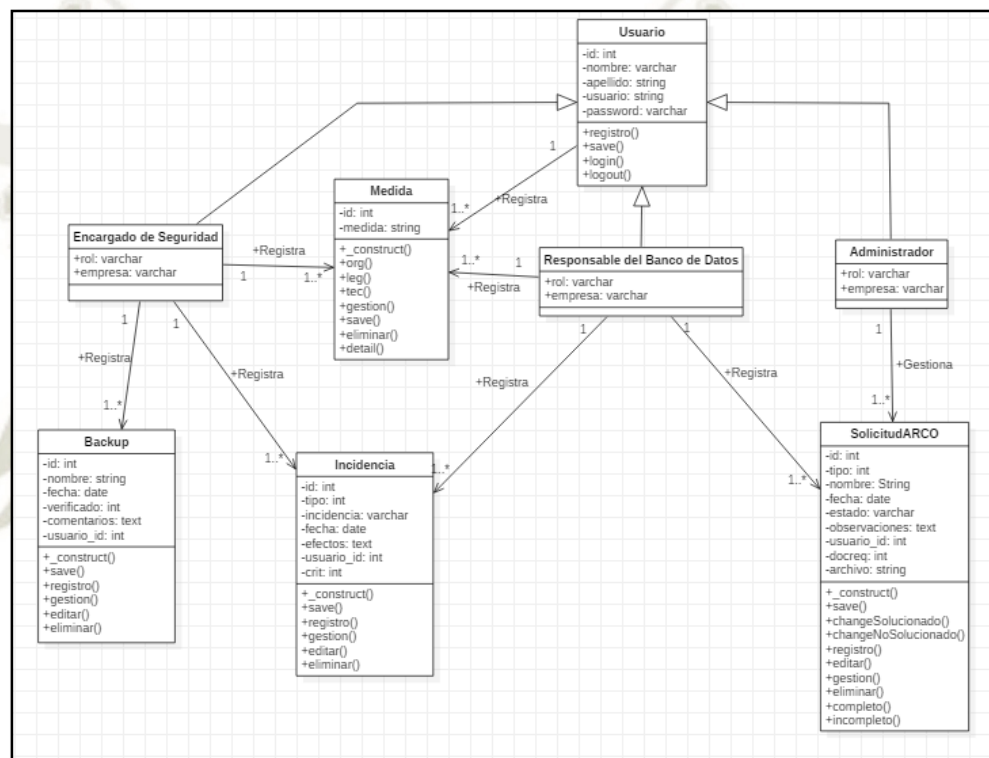 Usuario
-id: int
-nombre: varchar
-apellido: string
-usuario: string
-password: varchar
+registro()
+save()
+login()
+logout()
1
+Registra
1..*
Medida
-id: int
-medida: string
+_construct()
+org()
+leg()
+tec()
+gestion()
+save()
+eliminar()
+detail()
Encargado de Seguridad
+rol: varchar
+empresa: varchar
+Registra
1
1..*
Responsable del Banco de Datos
+rol: varchar
+empresa: varchar
1..*
1
+Registra
Administrador
+rol: varchar
+empresa: varchar
1
+Registra
1..*
1
+Registra
1..*
1
+Registra
1..*
1
+Registra
1..*
1
+Gestiona
1..*
Backup
-id: int
-nombre: string
-fecha: date
-verificado: int
-comentarios: text
-usuario_id: int
+_construct()
+save()
+registro()
+gestion()
+editar()
+eliminar()
Incidencia
-id: int
-tipo: int
-incidencia: varchar
-fecha: date
-efectos: text
-usuario_id: int
-crit: int
+_construct()
+save()
+registro()
+gestion()
+editar()
+eliminar()
SolicitudARCO
-id: int
-tipo: int
-nombre: String
-fecha: date
-estado: varchar
-observaciones: text
-usuario_id: int
-docreq: int
-archivo: string
+_construct()
+save()
+changeSolucionado()
+changeNoSolucionado()
+registro()
+editar()
+gestion()
+eliminar()
+completo()
+incompleto()